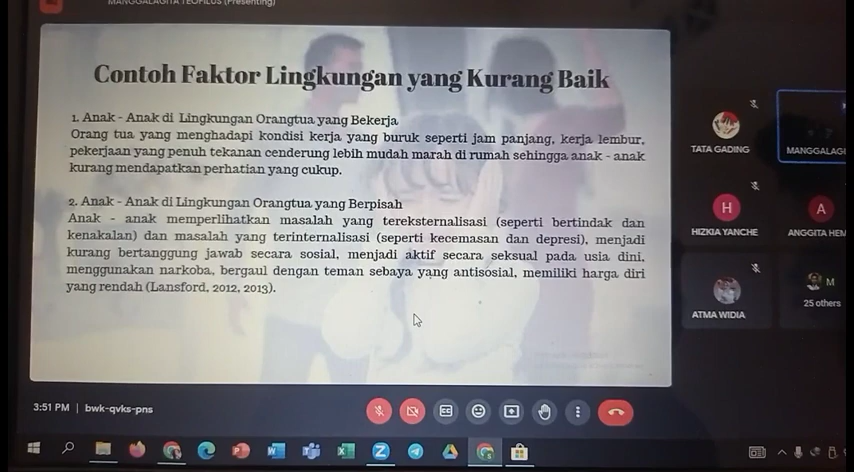 MANGGALAGITA TEOFILUS (Presenting)
Contoh Faktor Lingkungan yang Kurang Baik
1. Anak - Anak di Lingkungan Orangtua yang Bekerja
Orang tua yang menghadapi kondisi kerja yang buruk seperti jam panjang, kerja lembur,
pekerjaan yang penuh tekanan cenderung lebih mudah marah di rumah sehingga anak - anak
kurang mendapatkan perhatian yang cukup.
2. Anak - Anak di Lingkungan Orangtua yang Berpisah
Anak - anak memperlihatkan masalah yang tereksternalisasi (seperti bertindak dan
kenakalan) dan masalah yang terinternalisasi (seperti kecemasan dan depresi), menjadi
kurang bertanggung jawab secara sosial, menjadi aktif secara seksual pada usia dini,
menggunakan narkoba, bergaul dengan teman sebaya yang antisosial, memiliki harga diri
yang rendah (Lansford, 2012, 2013).
TATA GADING
MANGGALAGI
H
A
HIZKIA YANCHE
ANGGITA HEM
M
ATMA WIDIA
25 others
3:51 PM | bwk-qvks-pns